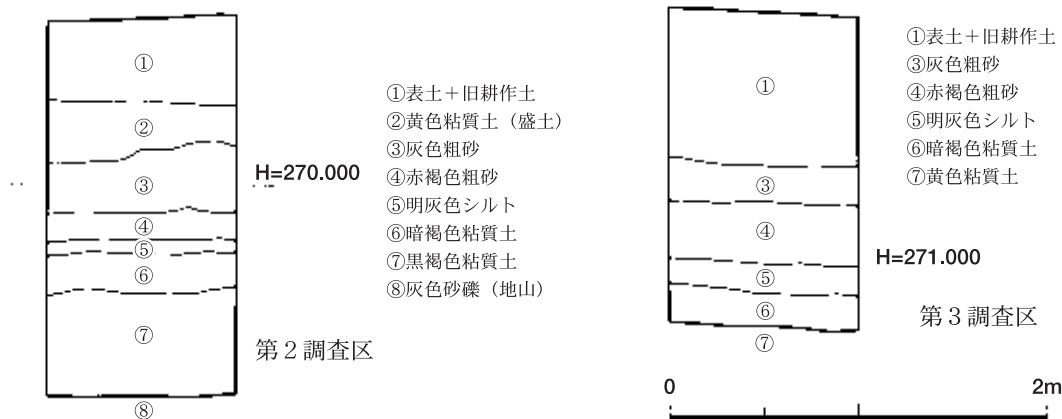 ①
②
③
④
⑤
⑥
⑦
⑧
H=270.000
①表土＋旧耕作土
②黄色粘質土（盛土）
③灰色粗砂
④赤褐色粗砂
⑤明灰色シルト
⑥暗褐色粘質土
⑦黒褐色粘質土
⑧灰色砂礫（地山）
第２調査区
①
③
④
⑤
⑥
⑦
①表土＋旧耕作土
③灰色粗砂
④赤褐色粗砂
⑤明灰色シルト
⑥暗褐色粘質土
⑦黄色粘質土
H=271.000
第３調査区
0 2m